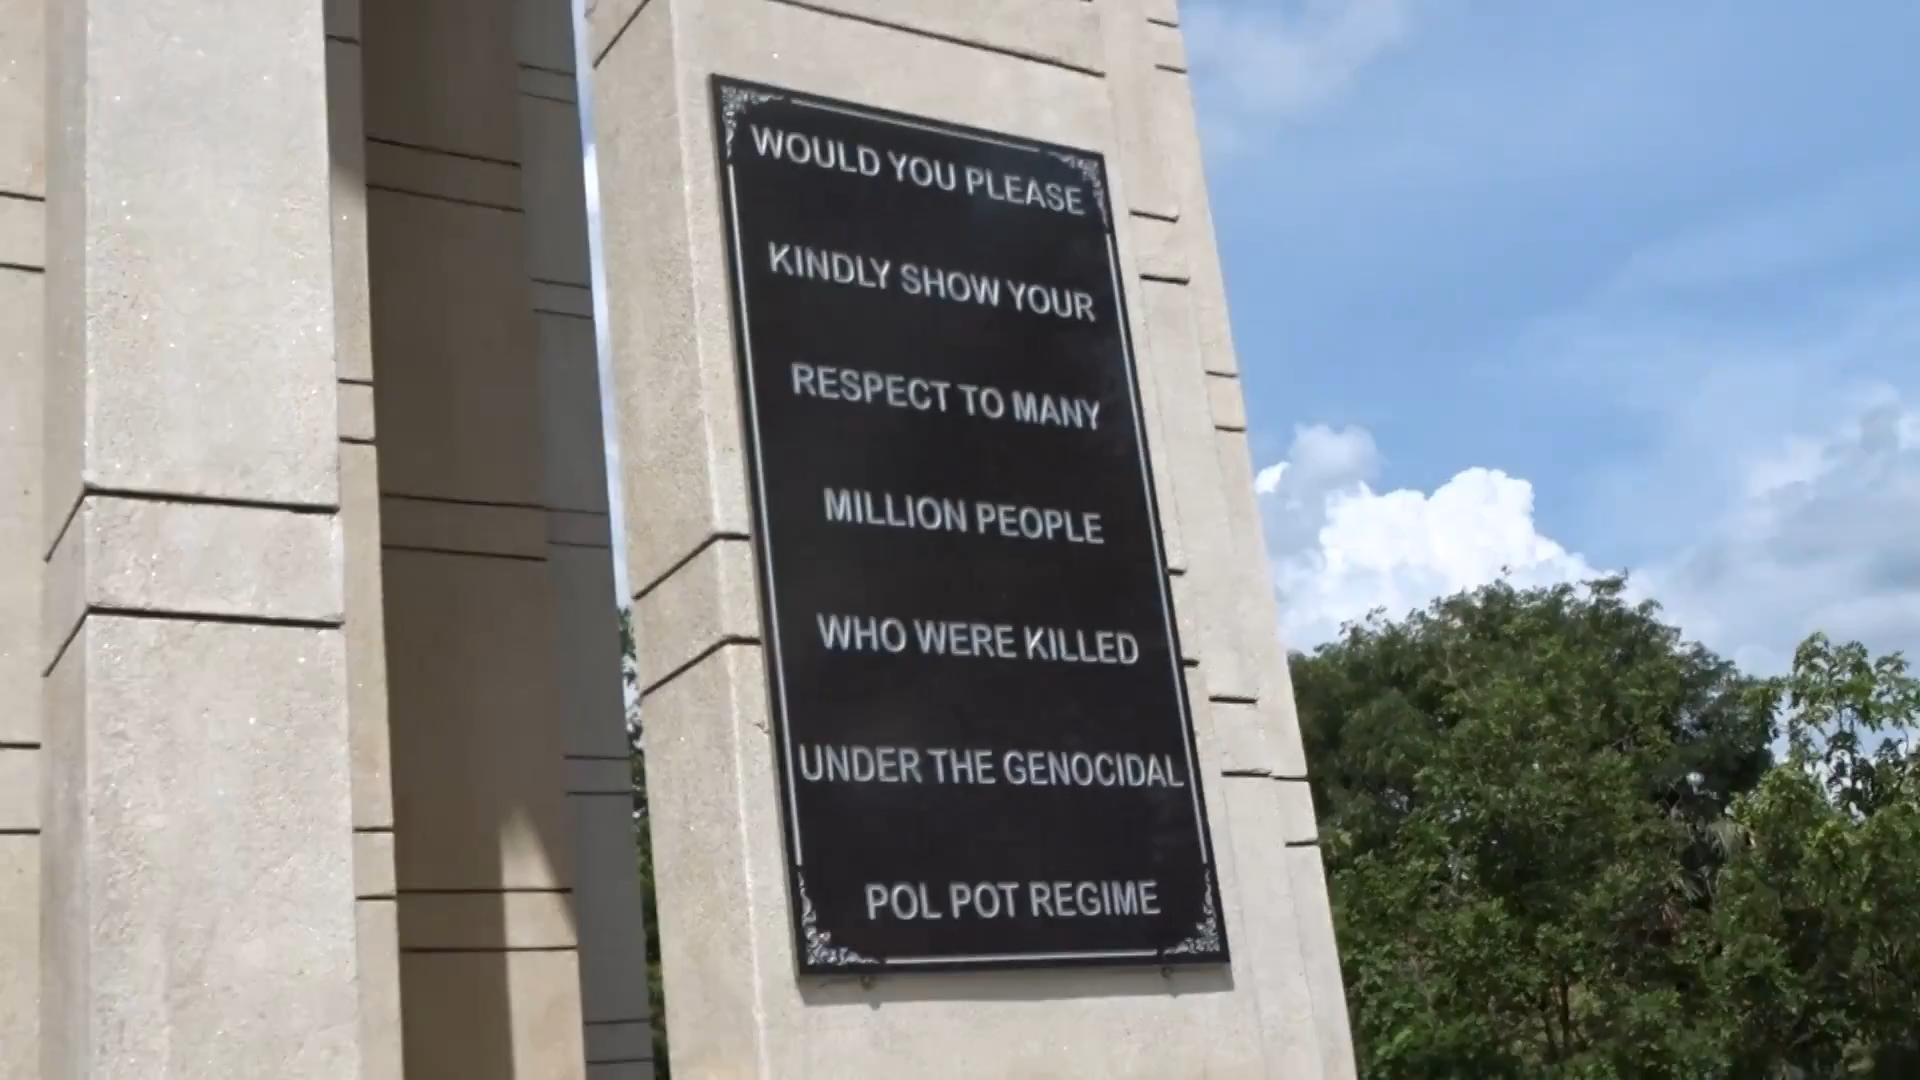 WOULD YOU PLEASE
KINDLY SHOW YOUR
RESPECT TO MANY
MILLION PEOPLE
WHO WERE KILLED
UNDER THE GENOCIDAL
POL POT REGIME